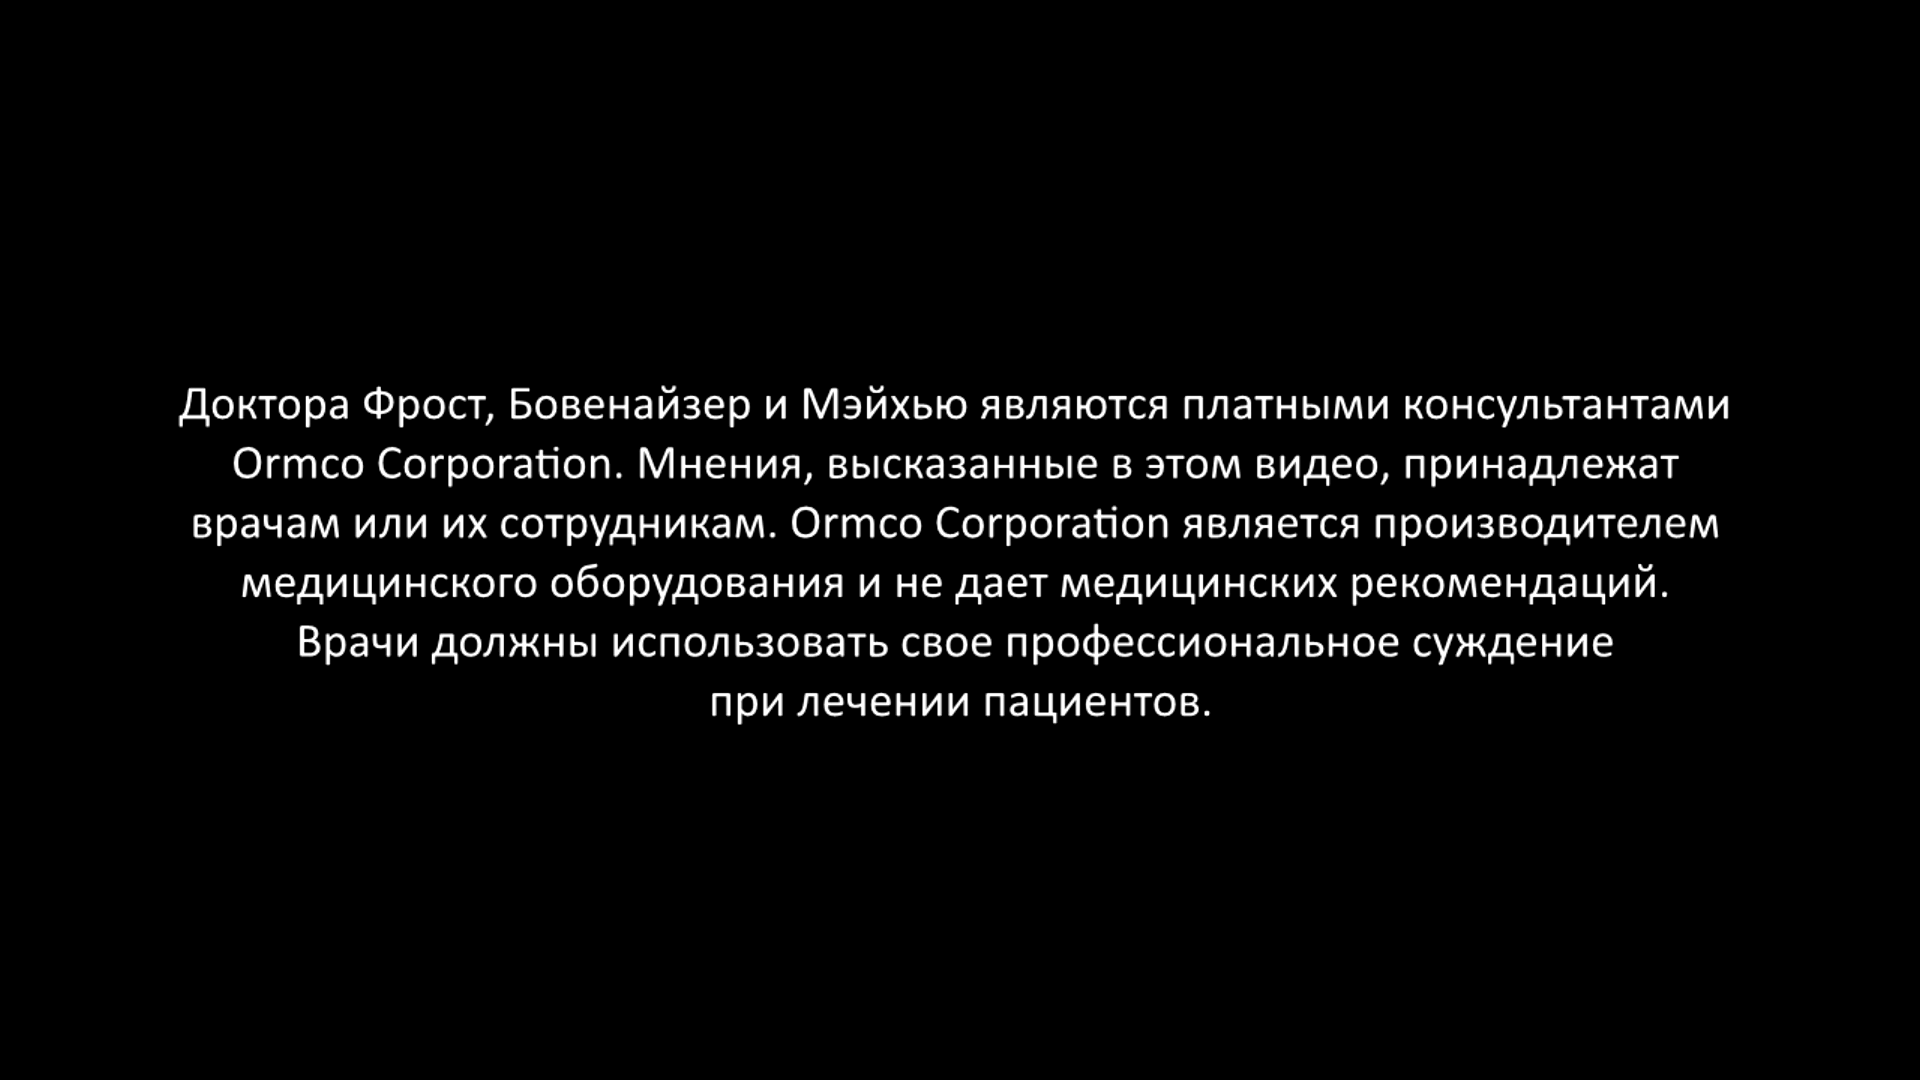 Доктора Фрост, Бовенайзер и Мэйхью являются платными консультантами
Ormco Corporation. Мнения, высказанные в этом видео, принадлежат
врачам или их сотрудникам. Ormco Corporation является производителем
медицинского оборудования и не дает медицинских рекомендаций.
Врачи должны использовать свое профессиональное суждение
при лечении пациентов.